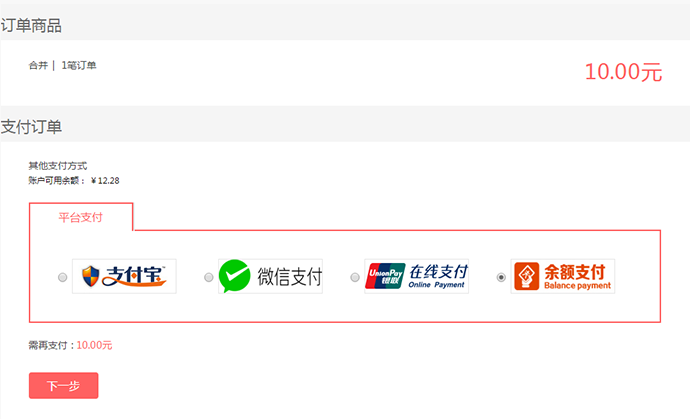 订单商品
合并 | 1笔订单
10.00元
支付订单
其他支付方式
账户可用余额： ¥12.28
平台支付
支付宝
微信支付
UnionPay
银联
在线支付
Online Payment
余额支付
Balance payment
需再支付：10.00元
下一步